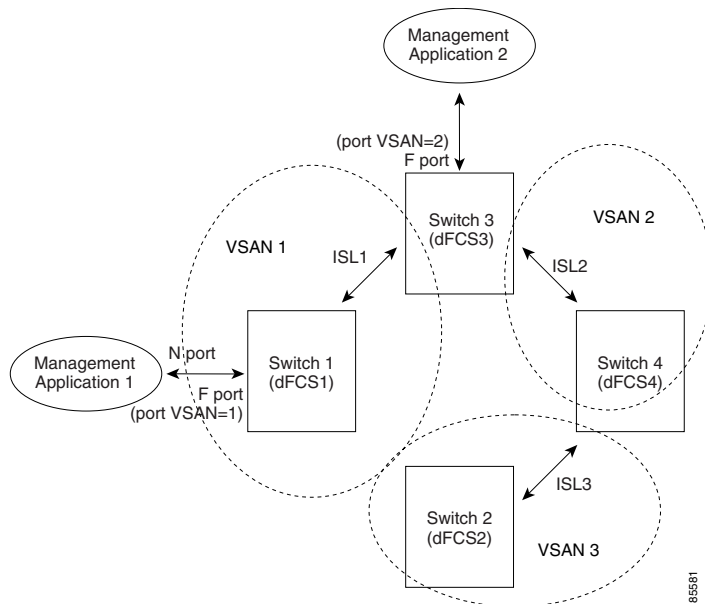 Management
Application 2
(port VSAN=2)
F port
Switch 3
(dFCS3)
VSAN 2
VSAN 1
ISL1
ISL2
Management
Application 1
N port
F port
(port VSAN=1)
Switch 1
(dFCS1)
Switch 4
(dFCS4)
ISL3
Switch 2
(dFCS2)
VSAN 3
85581